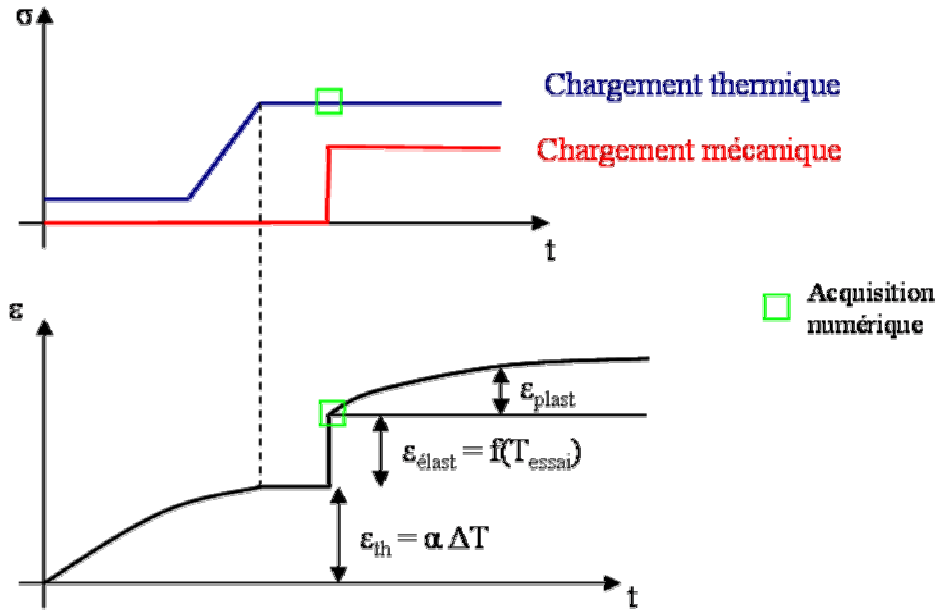 σ
Chargement thermique
Chargement mécanique
t
ε
Acquisition
numérique
ε_plast
ε_élast = f(T_essai)
ε_th = α ΔT
t